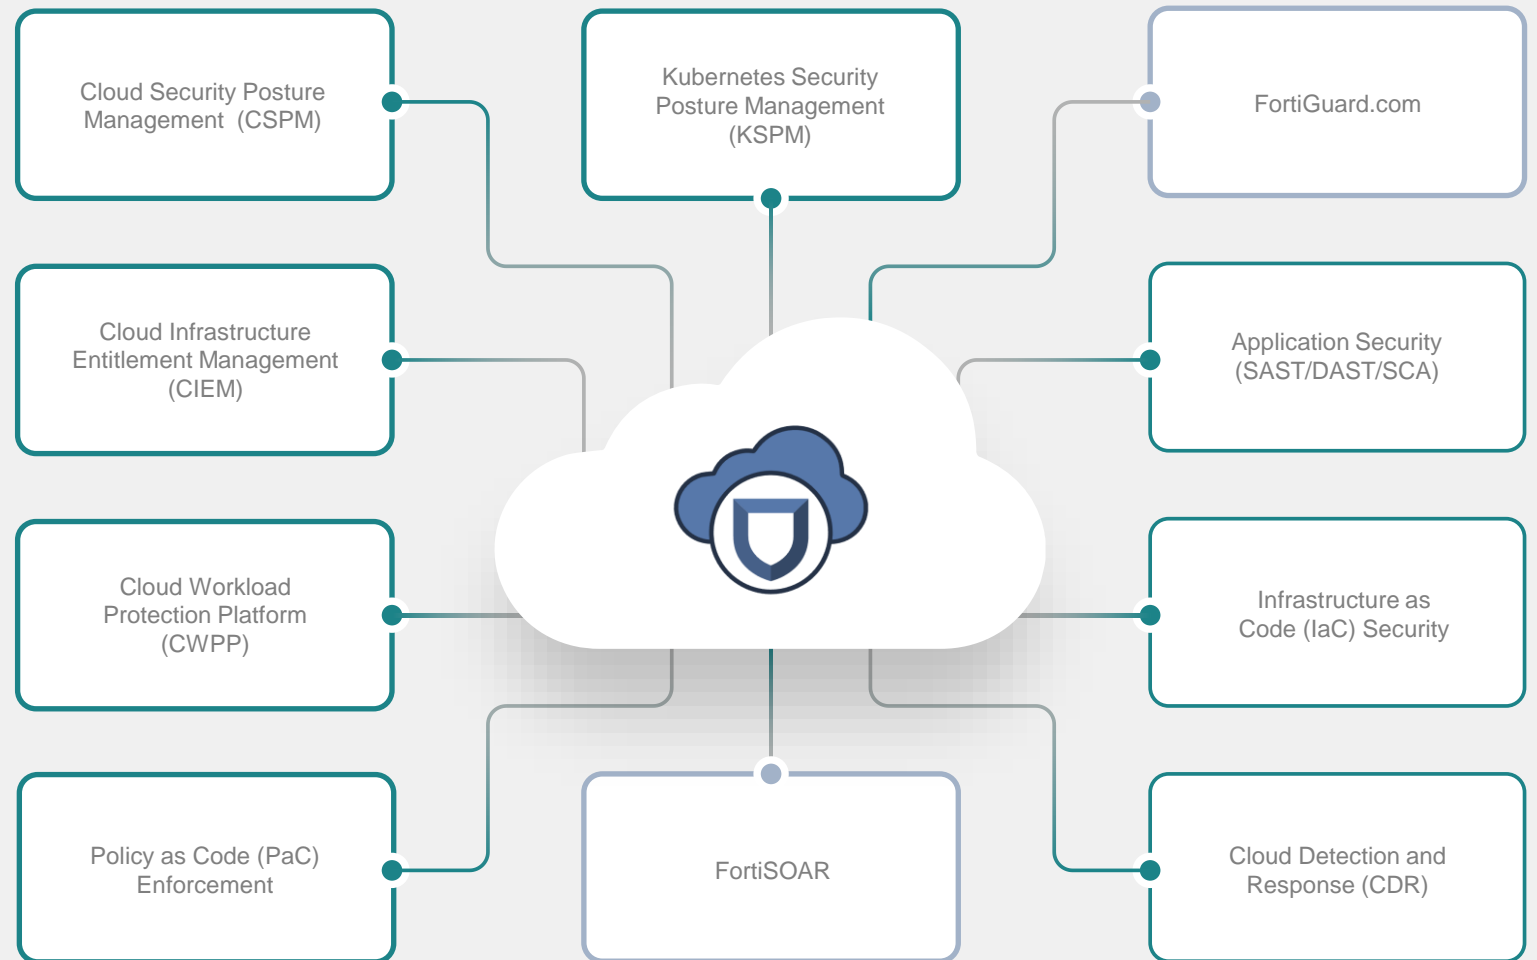 Cloud Security Posture
Management (CSPM)
Kubernetes Security
Posture Management
(KSPM)
FortiGuard.com
Cloud Infrastructure
Entitlement Management
(CIEM)
Application Security
(SAST/DAST/SCA)
Cloud Workload
Protection Platform
(CWPP)
Infrastructure as
Code (IaC) Security
Policy as Code (PaC)
Enforcement
FortiSOAR
Cloud Detection and
Response (CDR)